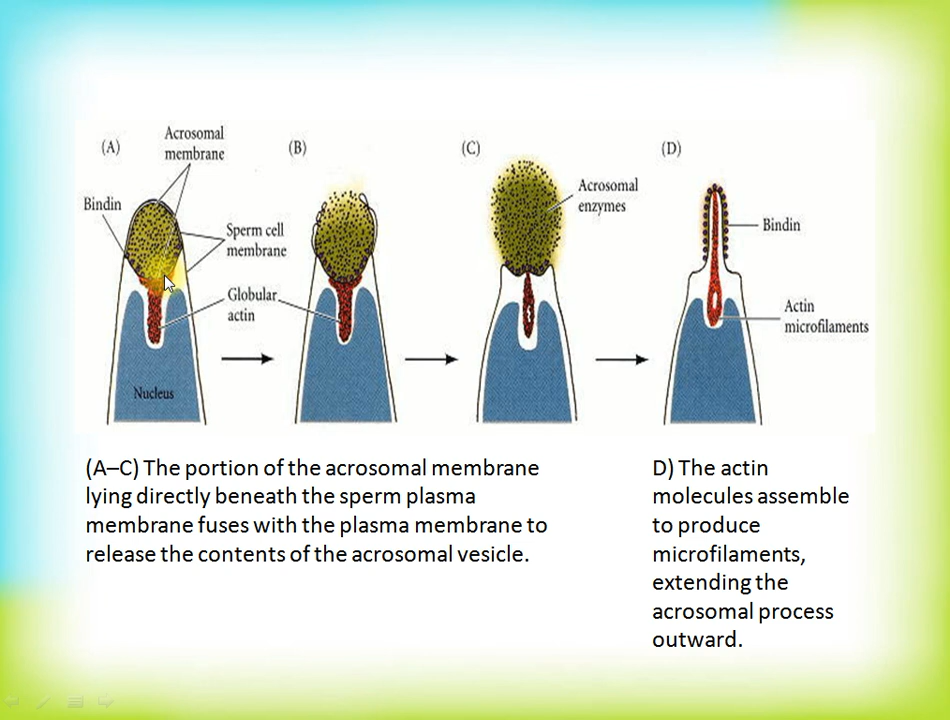 (A)
Acrosomal
membrane
(B)
(C)
(D)
Bindin
Sperm cell
membrane
Acrosomal
enzymes
Bindin
Globular
actin
Actin
microfilaments
Nucleus
(A–C) The portion of the acrosomal membrane
lying directly beneath the sperm plasma
membrane fuses with the plasma membrane to
release the contents of the acrosomal vesicle.
D) The actin
molecules assemble
to produce
microfilaments,
extending the
acrosomal process
outward.